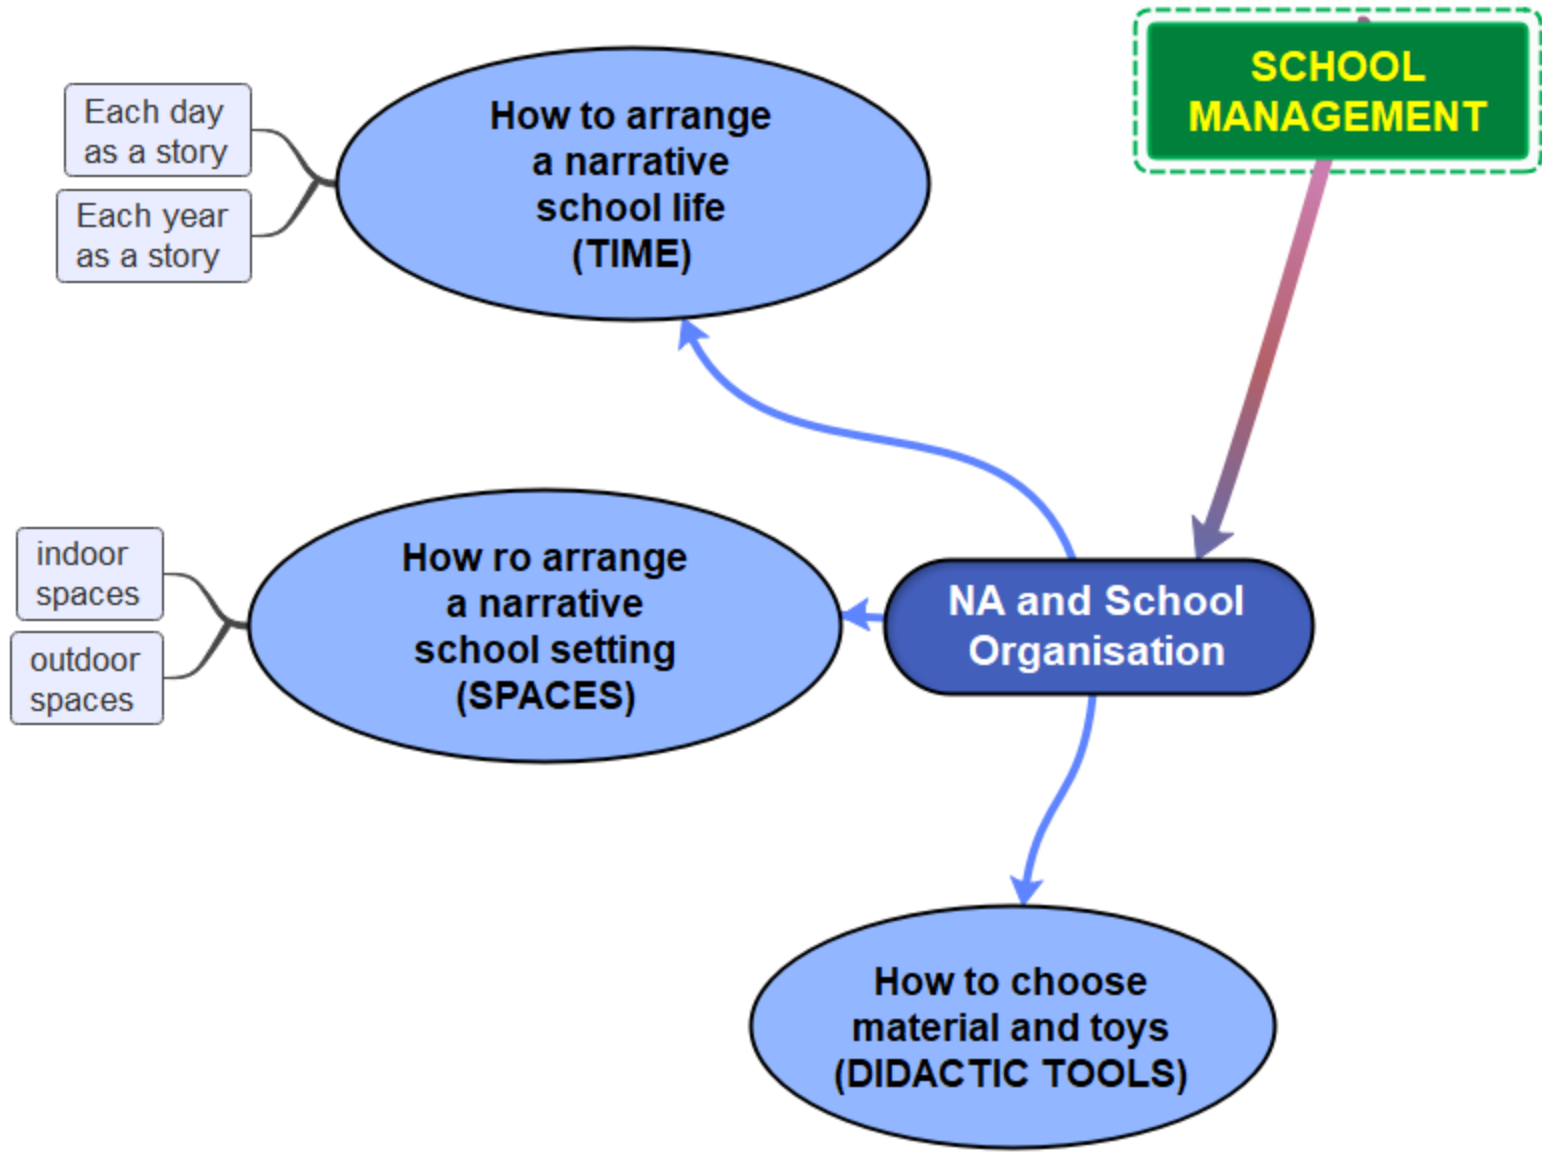 SCHOOL
MANAGEMENT
How to arrange
a narrative
school life
(TIME)
Each day
as a story
Each year
as a story
How ro arrange
a narrative
school setting
(SPACES)
indoor
spaces
outdoor
spaces
NA and School
Organisation
How to choose
material and toys
(DIDACTIC TOOLS)